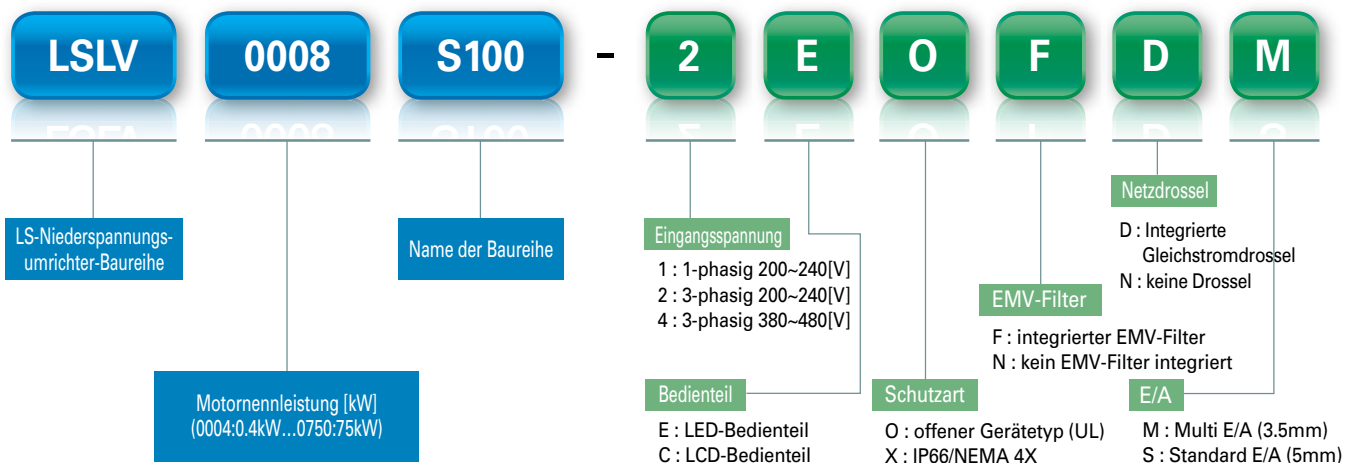 LSLV 0008 S100 - 2 E O F D M
LS-Niederspannungs-
umrichter-Baureihe
Motornennleistung [kW]
(0004:0.4kW…0750:75kW)
Name der Baureihe
Eingangsspannung
1 : 1-phasig 200~240[V]
2 : 3-phasig 200~240[V]
4 : 3-phasig 380~480[V]
Bedienteil
E : LED-Bedienteil
C : LCD-Bedienteil
Schutzart
O : offener Gerätetyp (UL)
X : IP66/NEMA 4X
EMV-Filter
F : integrierter EMV-Filter
N : kein EMV-Filter integriert
Netzdrossel
D : Integrierte
Gleichstromdrossel
N : keine Drossel
E/A
M : Multi E/A (3.5mm)
S : Standard E/A (5mm)